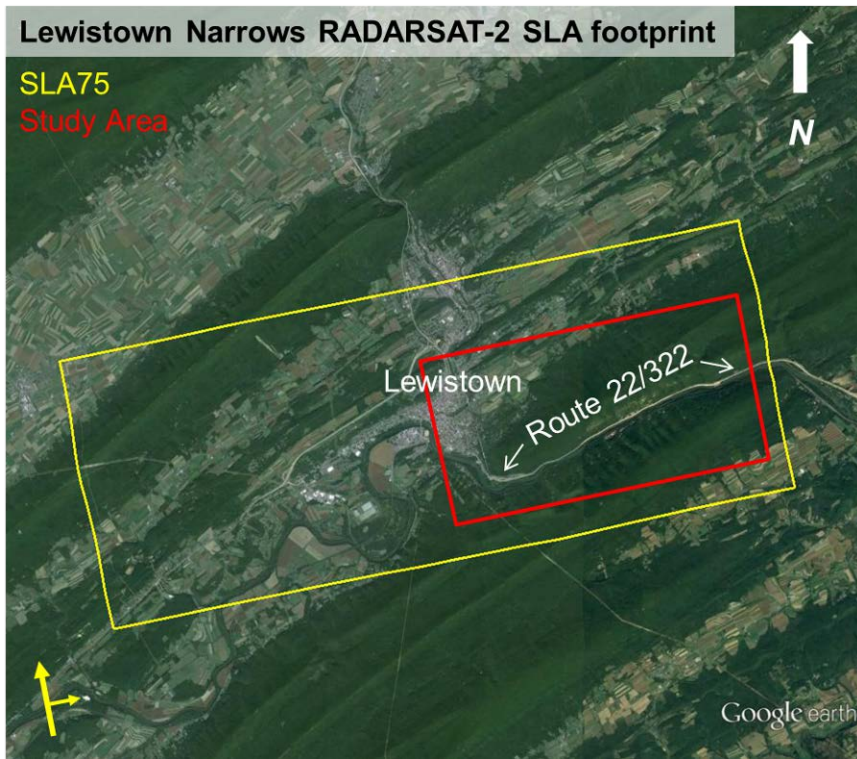 Lewistown Narrows RADARSAT-2 SLA footprint
SLA75
Study Area
N
Lewistown
Route 22/322
Google earth